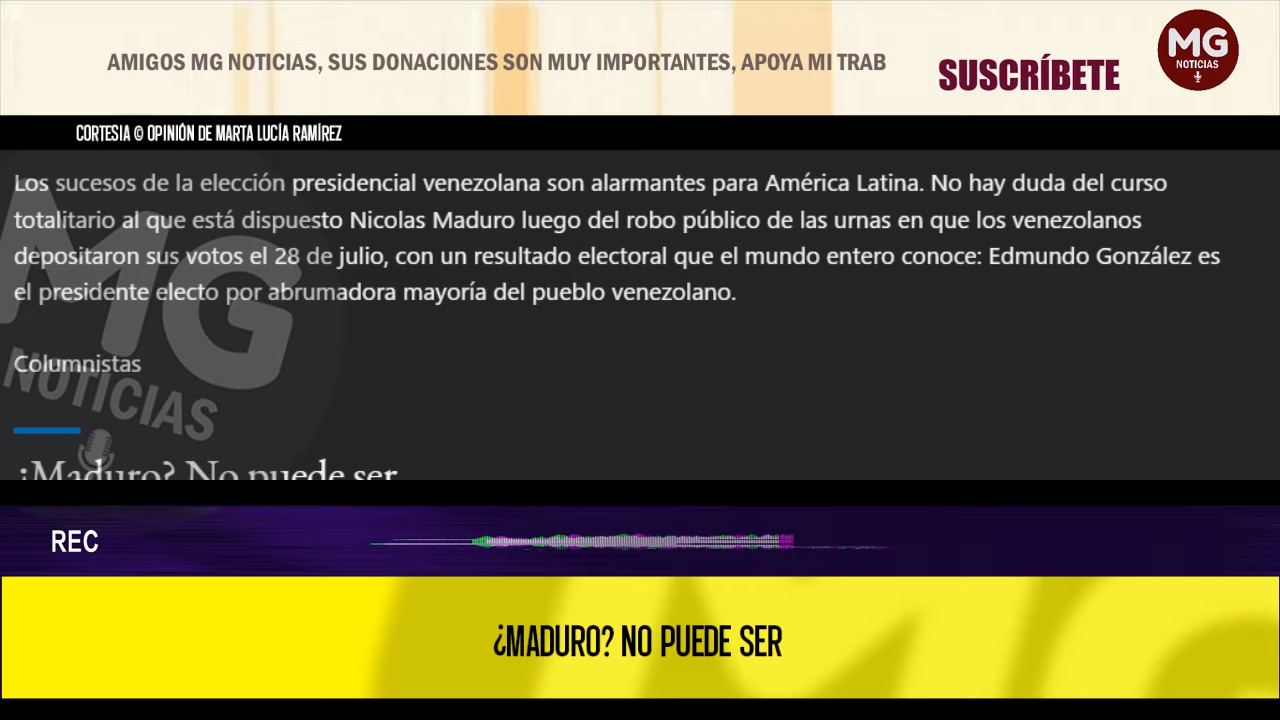 AMIGOS MG NOTICIAS, SUS DONACIONES SON MUY IMPORTANTES, APOYA MI TRAB
SUSCRÍBETE
MG
NOTICIAS
CORTESIA © OPINIÓN DE MARTA LUCÍA RAMÍREZ
Los sucesos de la elección presidencial venezolana son alarmantes para América Latina. No hay duda del curso
totalitario al que está dispuesto Nicolas Maduro luego del robo público de las urnas en que los venezolanos
depositaron sus votos el 28 de julio, con un resultado electoral que el mundo entero conoce: Edmundo González es
el presidente electo por abrumadora mayoría del pueblo venezolano.
Columnistas
MG
NOTICIAS
¿Maduro? No puede ser
REC
¿MADURO? NO PUEDE SER